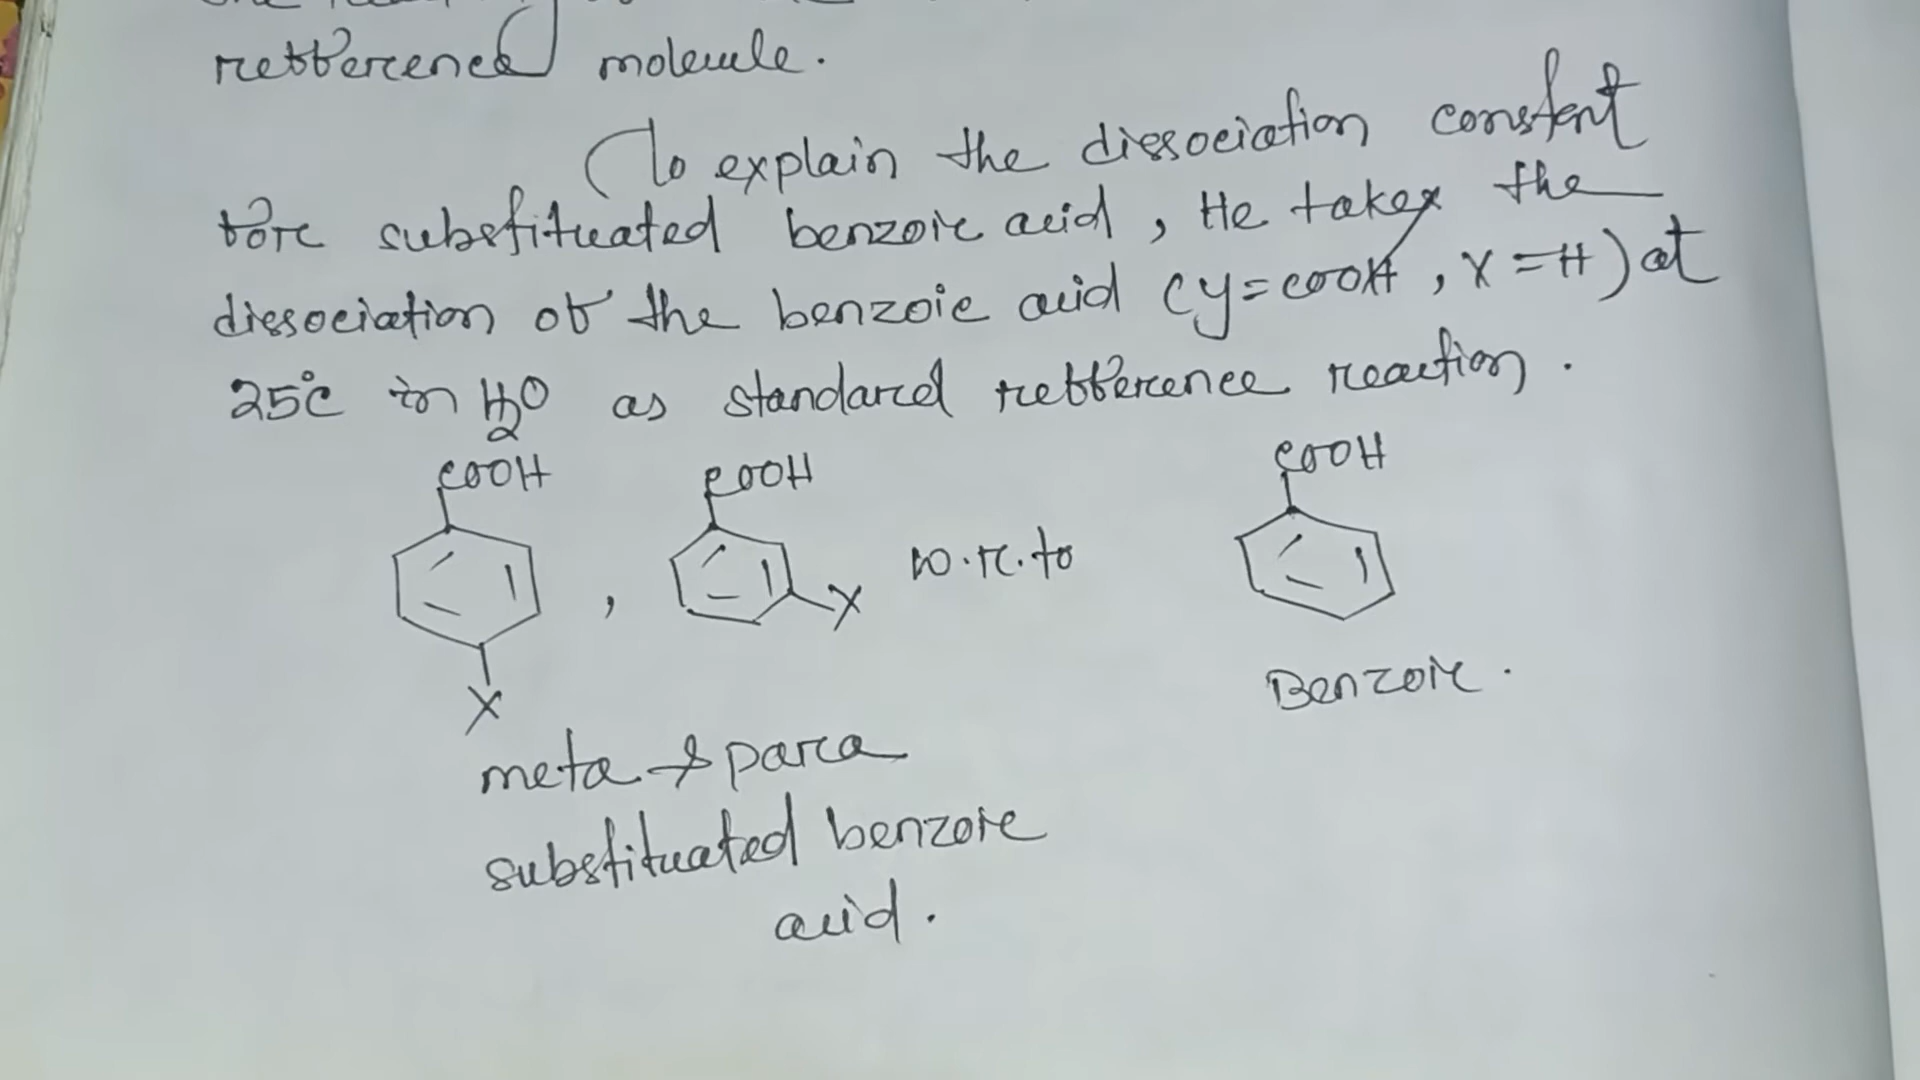 refference molecule.
To explain the dissociation constant
for substituated benzoic acid, He takes the
dissociation of the benzoic acid (y=COOH, X=H) at
25°C in H2O as standard refference reaction.
COOH COOH COOH
, w.r.to
X
X
Benzoic.
meta & para
substituated benzoic
acid.